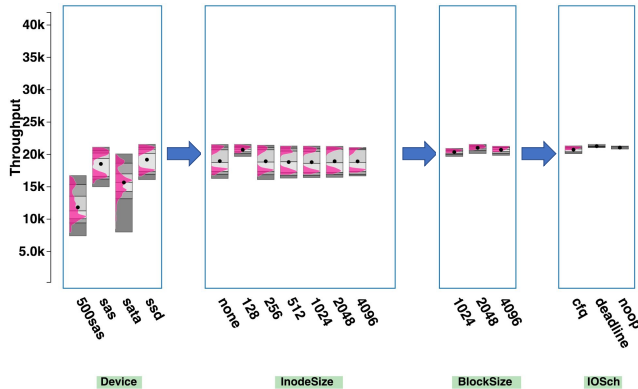 Throughput
40k
35k
30k
25k
20k
15k
10k
5.0k
500sas
sas
sata
ssd
none
128
256
512
1024
2048
4096
1024
2048
4096
cfq
deadline
noop
Device
InodeSize
BlockSize
IOSch